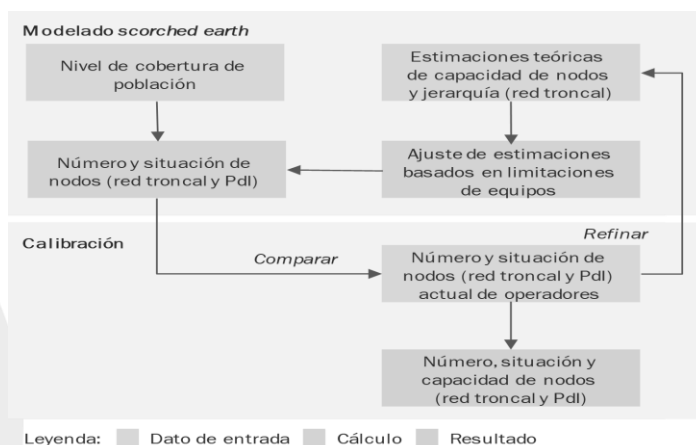 Modelado scorched earth
Nivel de cobertura de
población
Estimaciones teóricas
de capacidad de nodos
y jerarquía (red troncal)
Número y situación de
nodos (red troncal y PdI)
Ajuste de estimaciones
basados en limitaciones
de equipos
Calibración
Comparar
Refinar
Número y situación de
nodos (red troncal y PdI)
actual de operadores
Número, situación y
capacidad de nodos
(red troncal y PdI)
Leyenda: Dato de entrada Cálculo Resultado